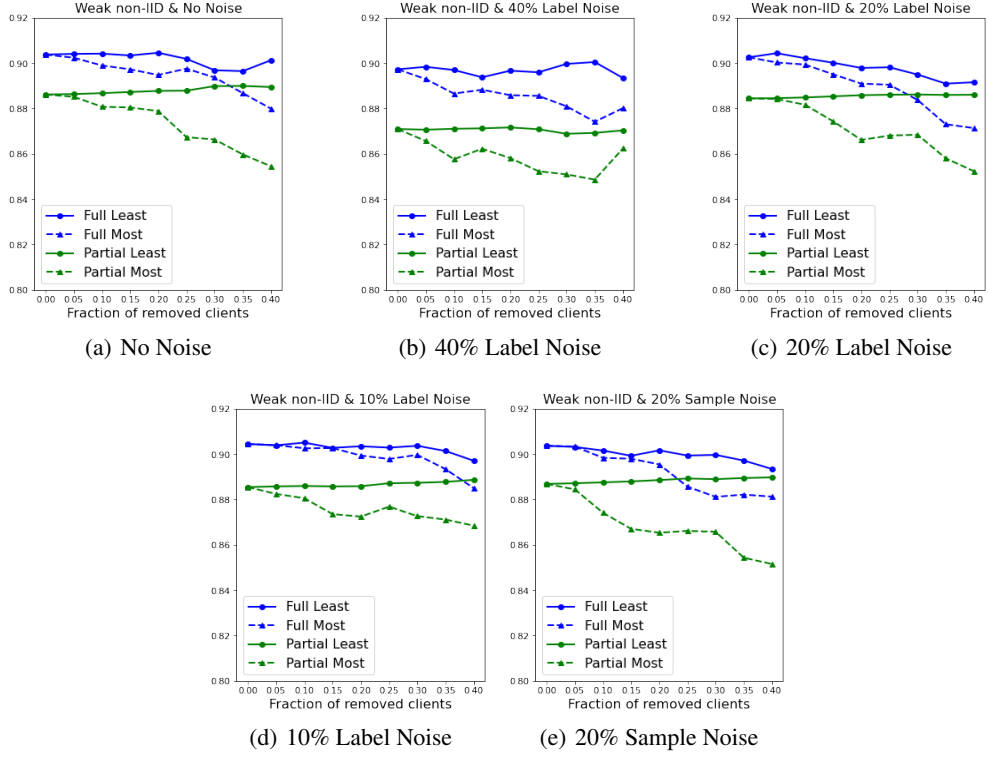 Weak non-IID & No Noise
0.92
0.90
0.88
0.86
0.84
0.82
0.80
Full Least
Full Most
Partial Least
Partial Most
0.00 0.05 0.10 0.15 0.20 0.25 0.30 0.35 0.40
Fraction of removed clients
(a) No Noise
Weak non-IID & 40% Label Noise
0.92
0.90
0.88
0.86
0.84
0.82
0.80
Full Least
Full Most
Partial Least
Partial Most
0.00 0.05 0.10 0.15 0.20 0.25 0.30 0.35 0.40
Fraction of removed clients
(b) 40% Label Noise
Weak non-IID & 20% Label Noise
0.92
0.90
0.88
0.86
0.84
0.82
0.80
Full Least
Full Most
Partial Least
Partial Most
0.00 0.05 0.10 0.15 0.20 0.25 0.30 0.35 0.40
Fraction of removed clients
(c) 20% Label Noise
Weak non-IID & 10% Label Noise
0.92
0.90
0.88
0.86
0.84
0.82
0.80
Full Least
Full Most
Partial Least
Partial Most
0.00 0.05 0.10 0.15 0.20 0.25 0.30 0.35 0.40
Fraction of removed clients
(d) 10% Label Noise
Weak non-IID & 20% Sample Noise
0.92
0.90
0.88
0.86
0.84
0.82
0.80
Full Least
Full Most
Partial Least
Partial Most
0.00 0.05 0.10 0.15 0.20 0.25 0.30 0.35 0.40
Fraction of removed clients
(e) 20% Sample Noise